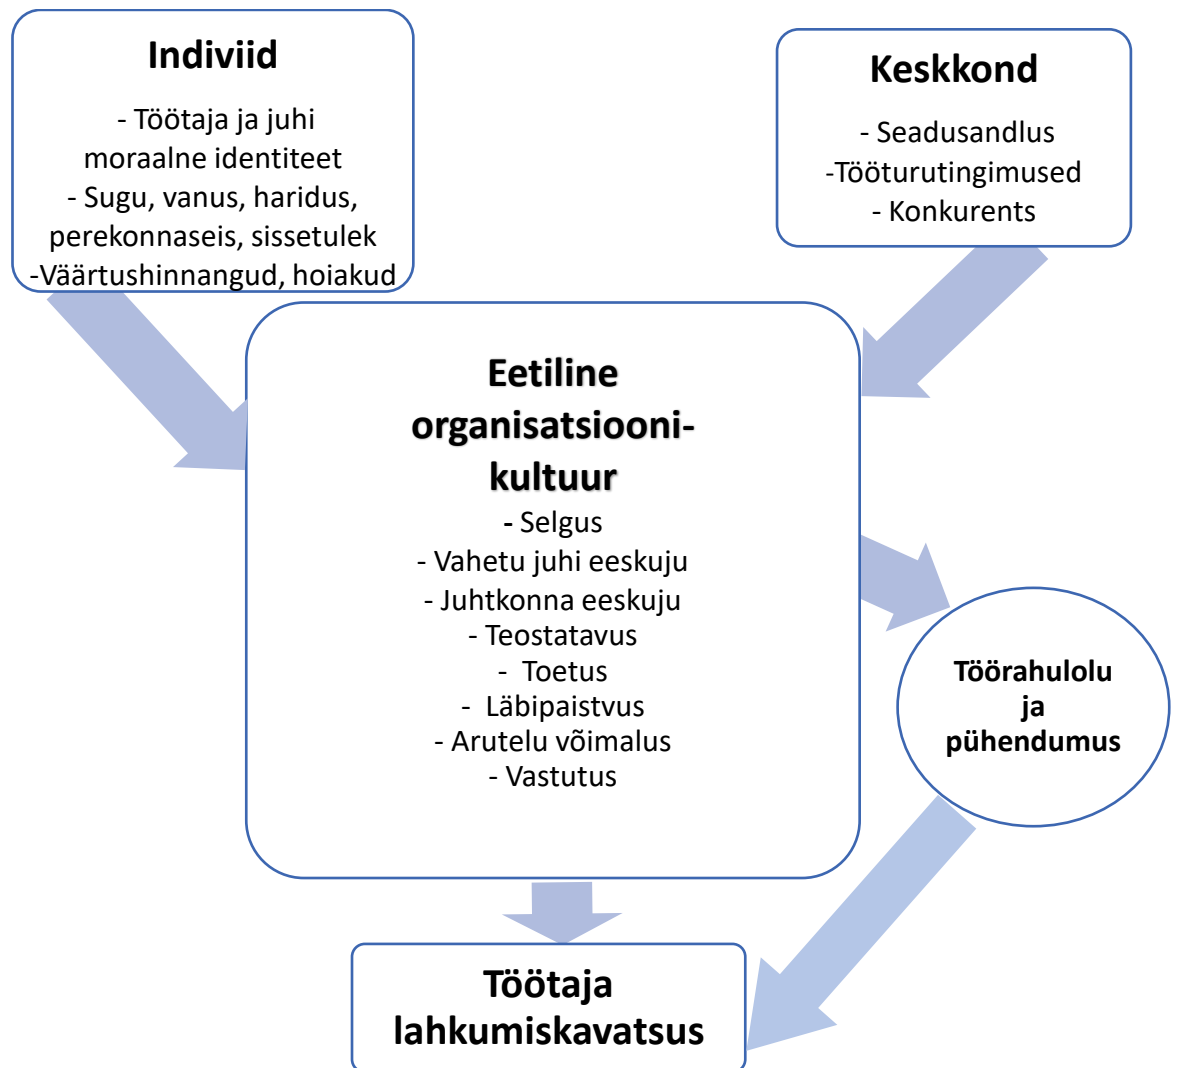 Indiviid
- Töötaja ja juhi
moraalne identiteet
- Sugu, vanus, haridus,
perekonnaseis, sissetulek
-Väärtushinnangud, hoiakud
Keskkond
- Seadusandlus
-Tööturutingimused
- Konkurents
Eetiline
organisatsiooni-
kultuur
- Selgus
- Vahetu juhi eeskuju
- Juhtkonna eeskuju
- Teostatavus
- Toetus
- Läbipaistvus
- Arutelu võimalus
- Vastutus
Töörahulolu
ja
pühendumus
Töötaja
lahkumiskavatsus